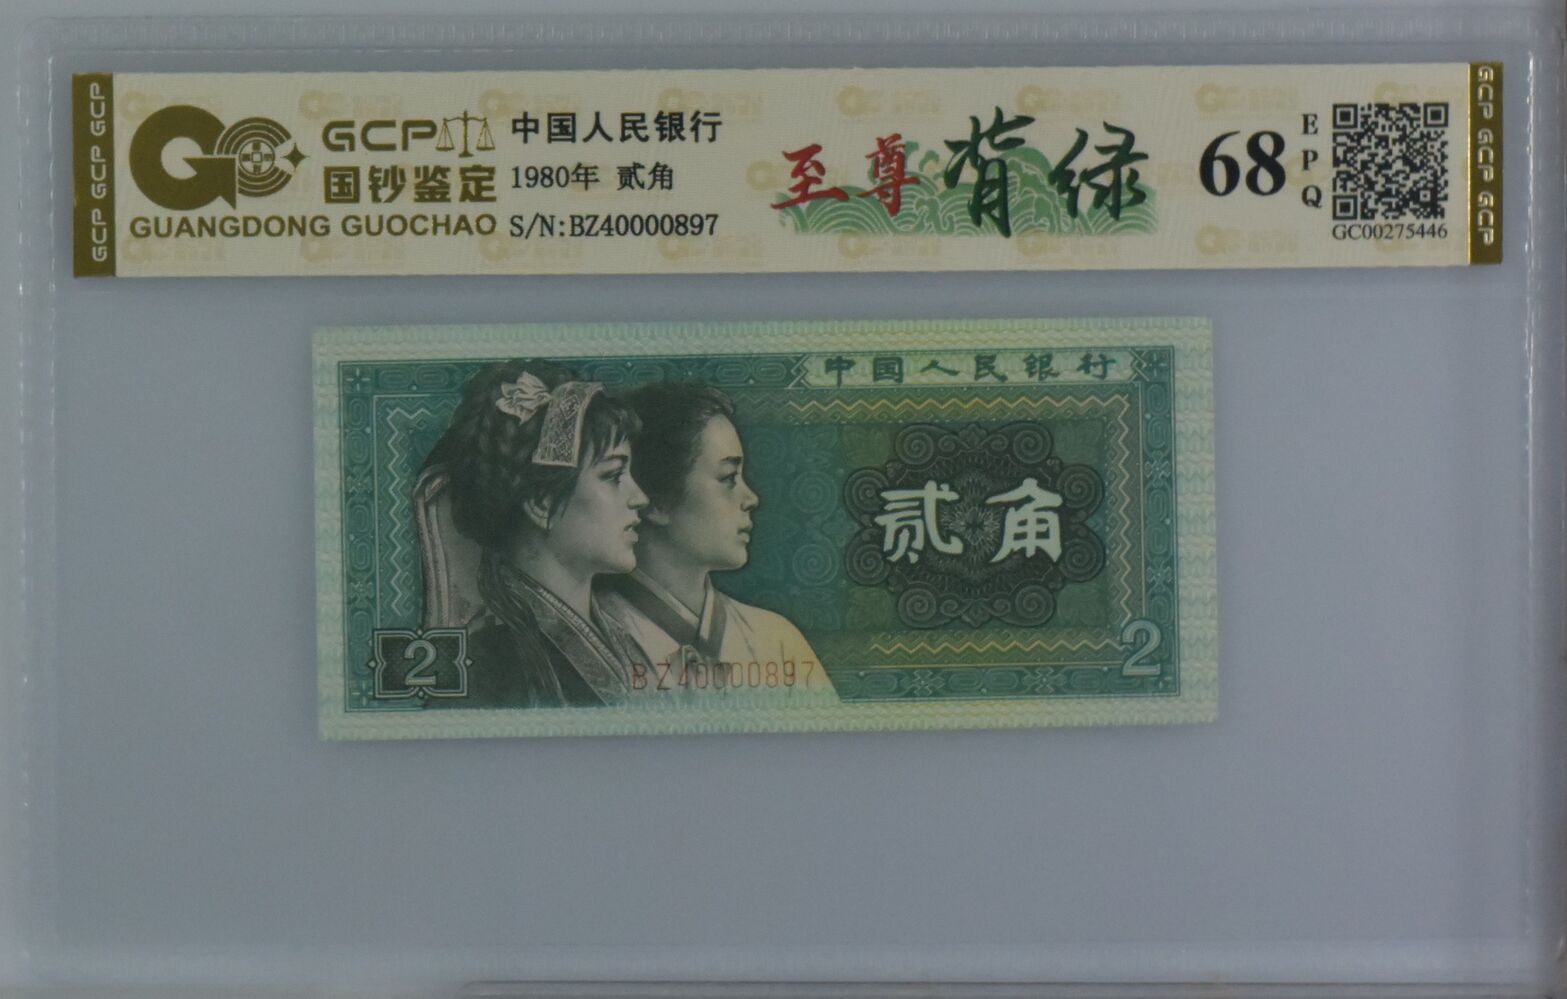 GCP GCP GCP
GCP
国钞鉴定
GUANGDONG GUOCHAO
中国人民银行
1980年 贰角
S/N:BZ40000897
至尊背绿
68
EPQ
GC00275446
GCP GCP GCP
中国人民银行
贰角
2
2
BZ40000897